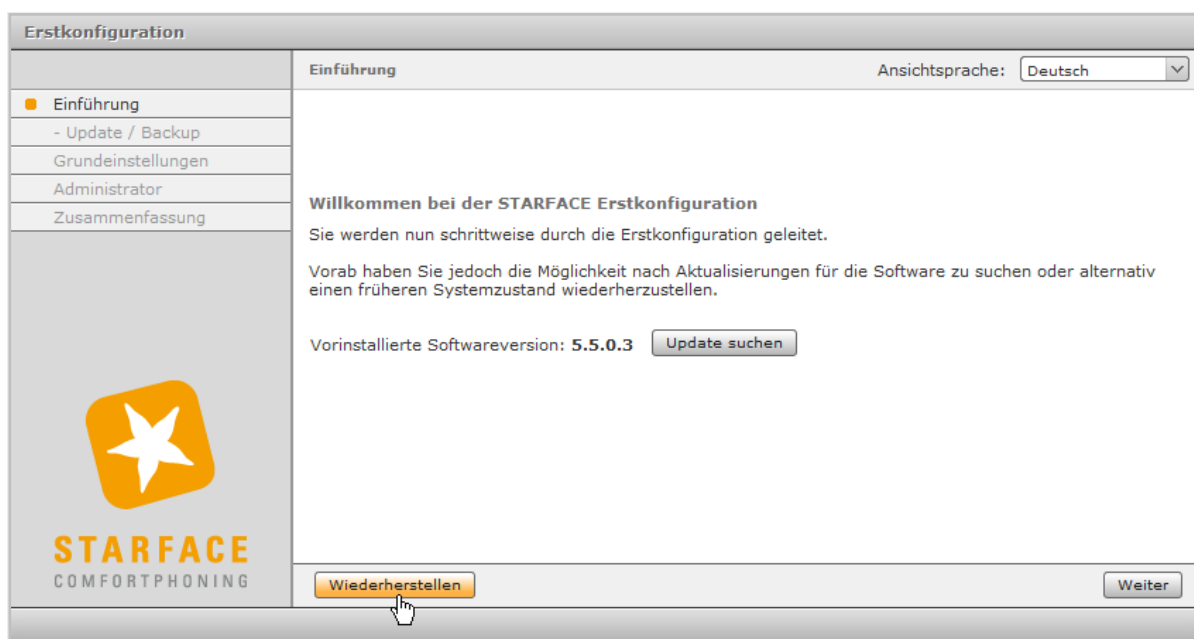 Erstkonfiguration
Einführung
Ansichtsprache: Deutsch
Einführung
- Update / Backup
Grundeinstellungen
Administrator
Zusammenfassung
Willkommen bei der STARFACE Erstkonfiguration
Sie werden nun schrittweise durch die Erstkonfiguration geleitet.
Vorab haben Sie jedoch die Möglichkeit nach Aktualisierungen für die Software zu suchen oder alternativ
einen früheren Systemzustand wiederherzustellen.
Vorinstallierte Softwareversion: 5.5.0.3 Update suchen
STARFACE
COMFORTPHONING
Wiederherstellen
Weiter